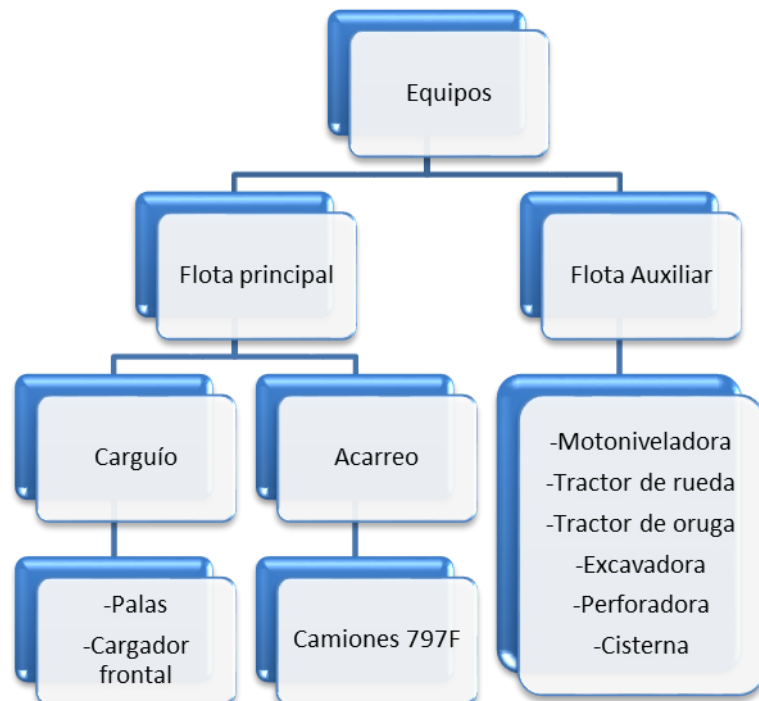 Equipos
Flota principal
Flota Auxiliar
Carguío
Acarreo
-Motoniveladora
-Tractor de rueda
-Tractor de oruga
-Excavadora
-Perforadora
-Cisterna
-Palas
-Cargador
frontal
Camiones 797F